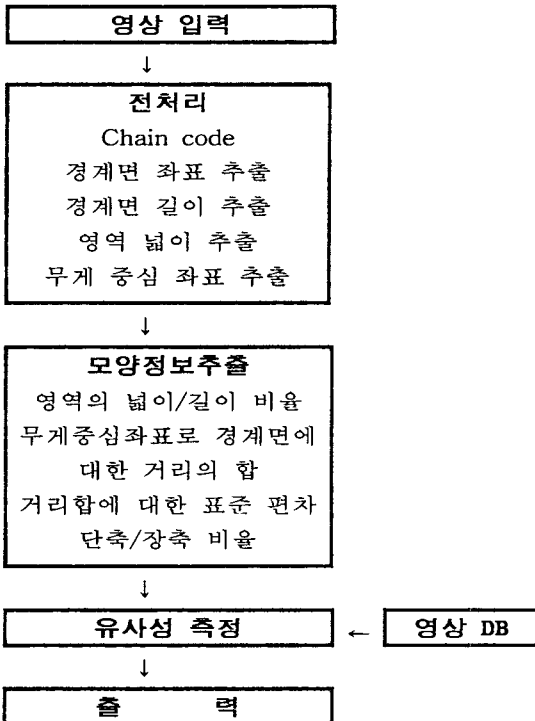 영상 입력
↓
전처리
Chain code
경계면 좌표 추출
경계면 길이 추출
영역 넓이 추출
무게 중심 좌표 추출
↓
모양정보추출
영역의 넓이/길이 비율
무게중심좌표로 경계면에
대한 거리의 합
거리합에 대한 표준 편차
단축/장축 비율
↓
유사성 측정 ← 영상 DB
↓
출 력